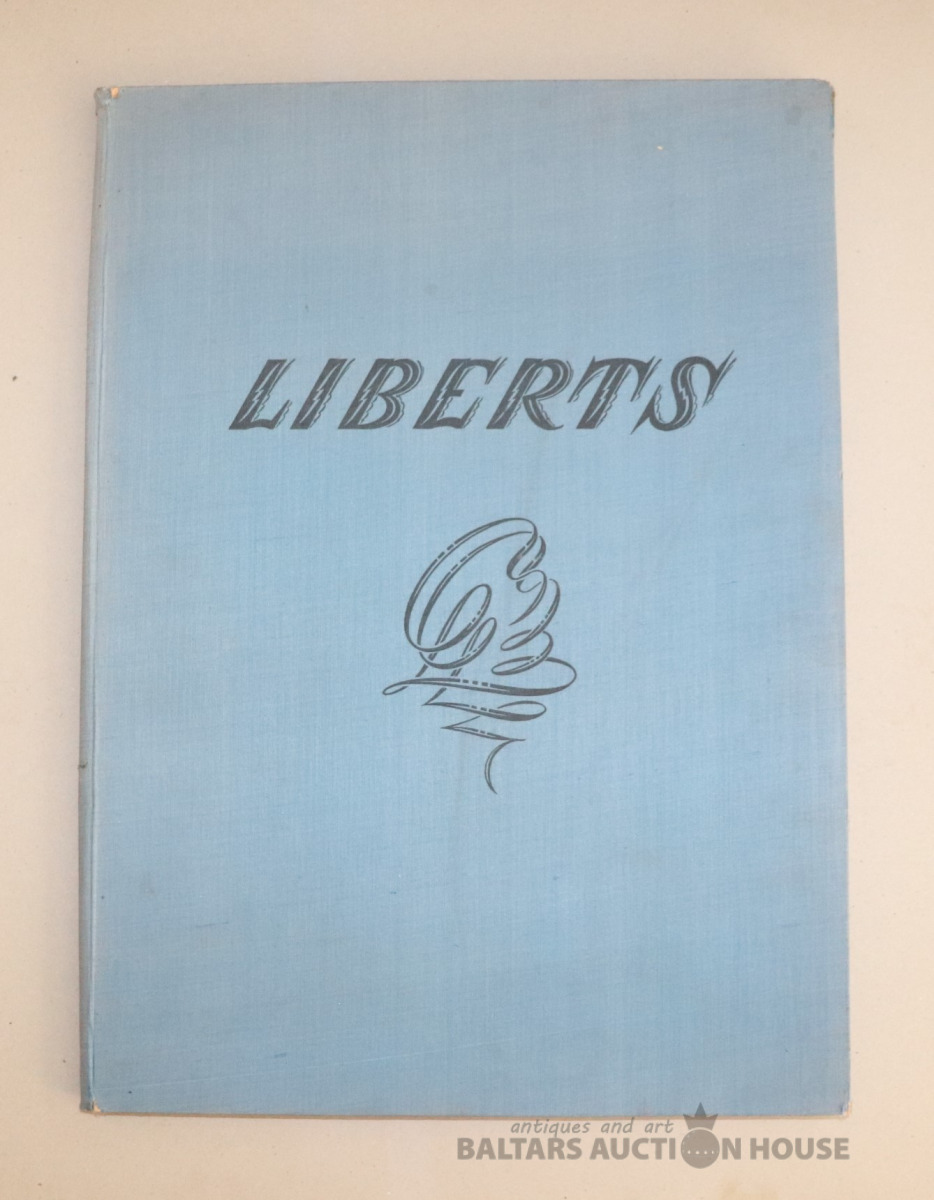 LIBERTS
antiques and art
BALTARS AUCTION HOUSE